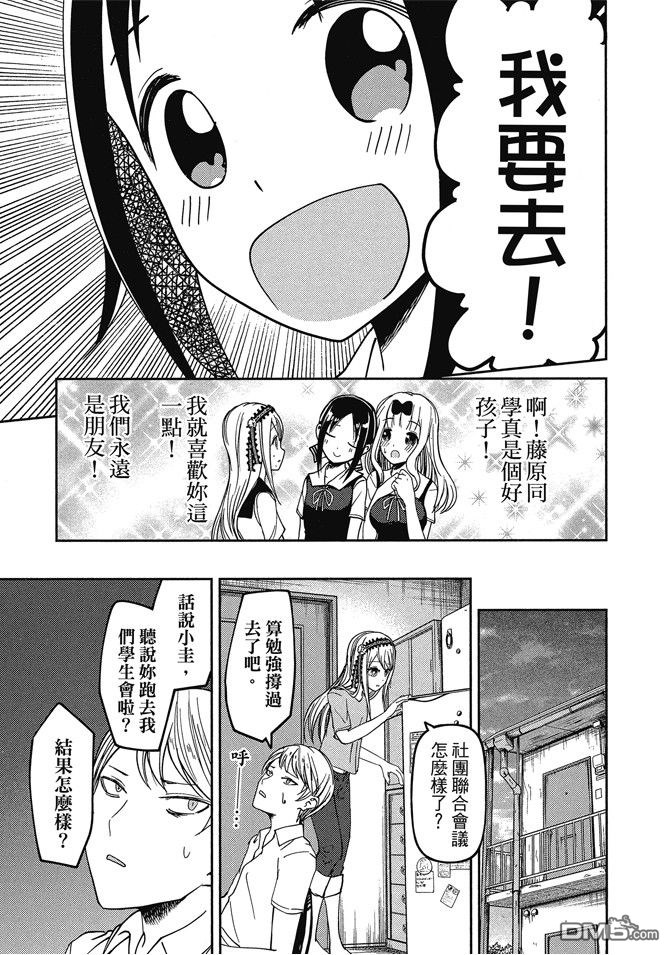 我要去！
啊！藤原同
學真是個好
孩子！
我就喜歡妳這
一點！
我們永遠
是朋友！
社團聯合會議
怎麼樣了？
算勉強撐過
去了吧。
呼……
話說小圭，
聽說妳跑去我
們學生會啦？
結果怎麼樣？
DM5.com